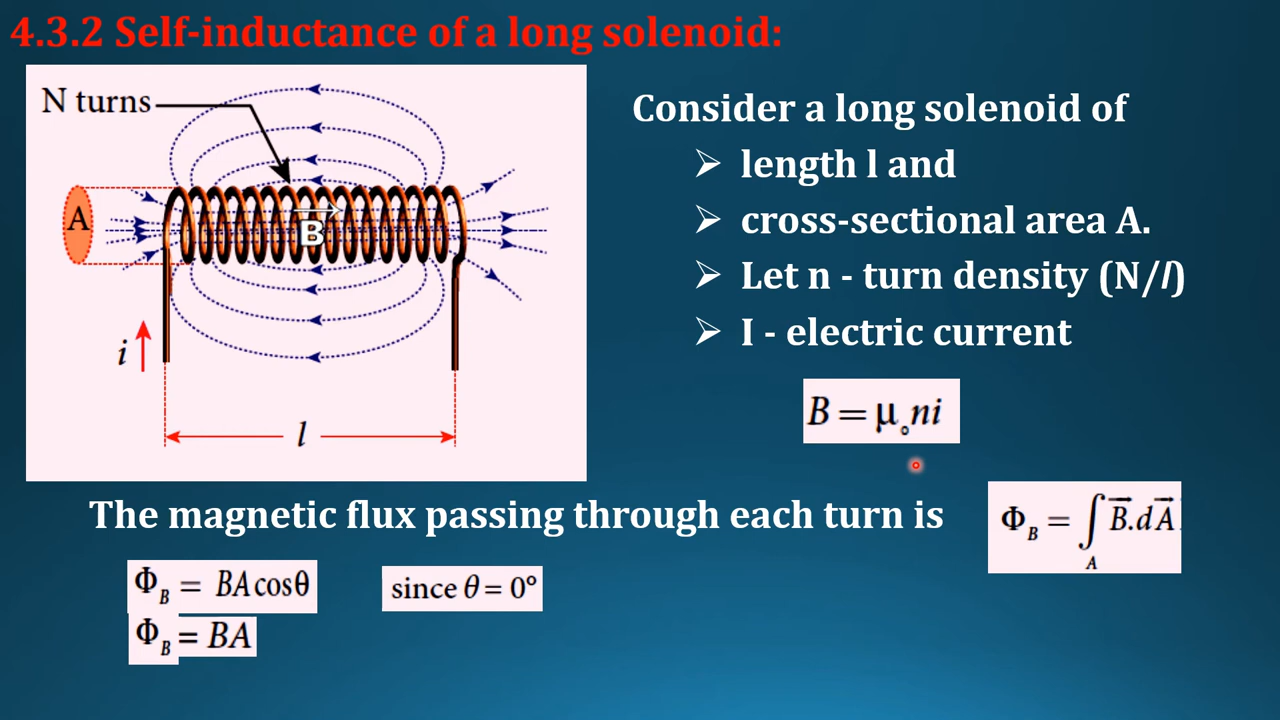 4.3.2 Self-inductance of a long solenoid:
N turns
A
B
i
l
Consider a long solenoid of
➢ length l and
➢ cross-sectional area A.
➢ Let n - turn density (N/l)
➢ I - electric current
B = μ₀ni
The magnetic flux passing through each turn is
Φ_B = ∫_A B⃗.dA⃗
Φ_B = BA cosθ since θ = 0°
Φ_B = BA